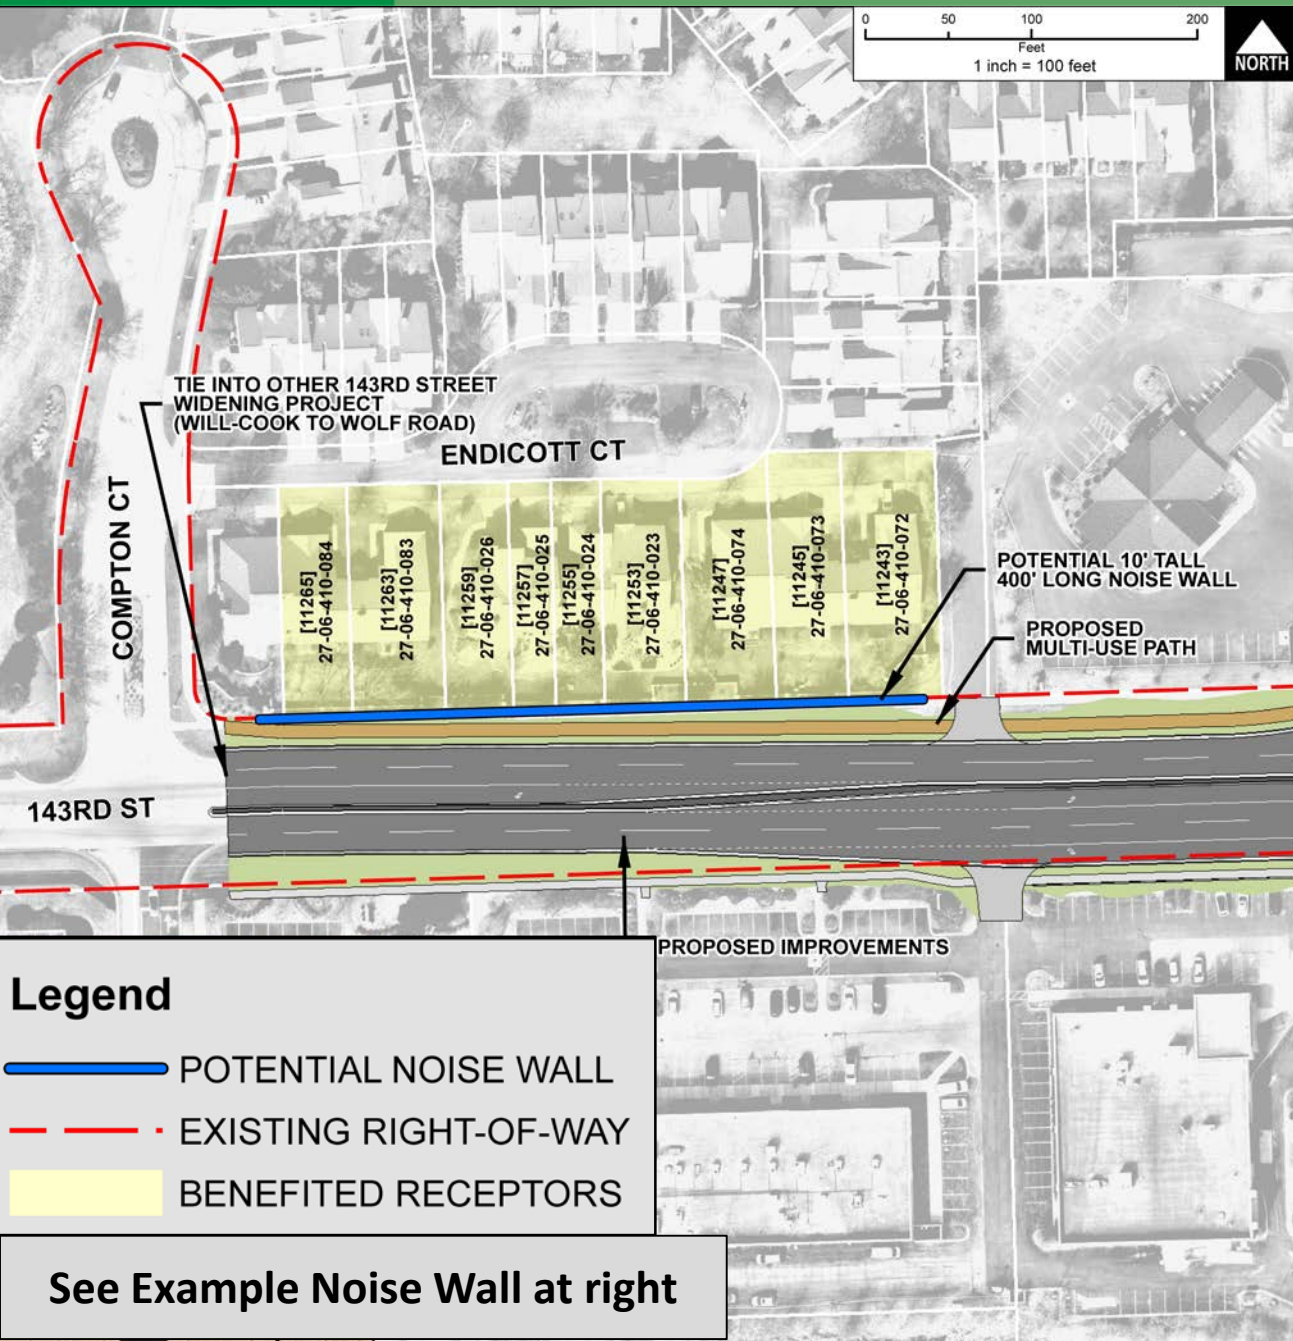 0 50 100 200
Feet
1 inch = 100 feet
NORTH
TIE INTO OTHER 143RD STREET
WIDENING PROJECT
(WILL-COOK TO WOLF ROAD)
ENDICOTT CT
COMPTON CT
[11265]
27-06-410-084
[11263]
27-06-410-083
[11259]
27-06-410-026
[11257]
27-06-410-025
[11255]
27-06-410-024
[11253]
27-06-410-023
[11247]
27-06-410-074
[11245]
27-06-410-073
[11243]
27-06-410-072
POTENTIAL 10' TALL
400' LONG NOISE WALL
PROPOSED
MULTI-USE PATH
143RD ST
PROPOSED IMPROVEMENTS
Legend
POTENTIAL NOISE WALL
EXISTING RIGHT-OF-WAY
BENEFITED RECEPTORS
See Example Noise Wall at right